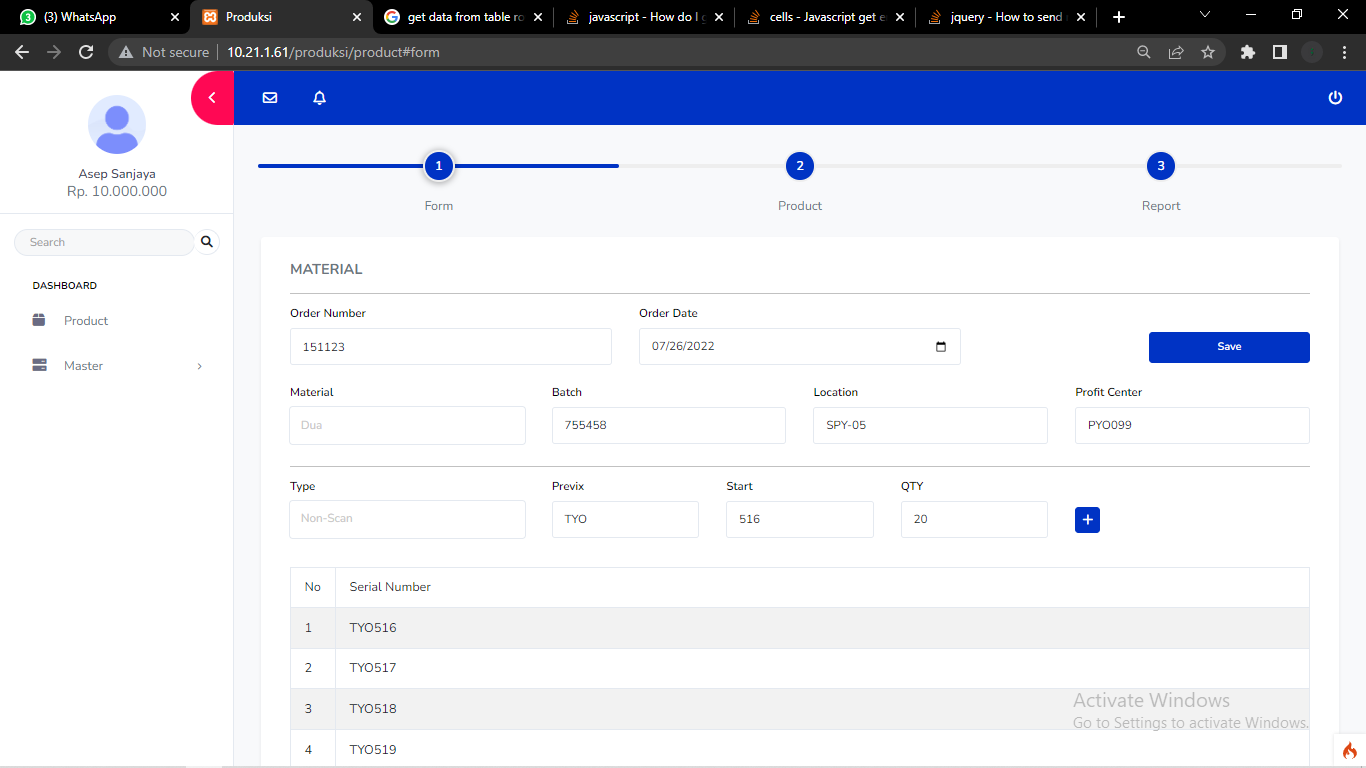 (3) WhatsApp
Produksi
get data from table ro
javascript - How do I g
cells - Javascript get e
jquery - How to send
Not secure 10.21.1.61/produksi/product#form
Asep Sanjaya
Rp. 10.000.000
Search
DASHBOARD
Product
Master
1 2 3
Form Product Report
MATERIAL
Order Number Order Date
151123 07/26/2022 Save
Material Batch Location Profit Center
Dua 755458 SPY-05 PYO099
Type Previx Start QTY
Non-Scan TYO 516 20 +
No Serial Number
1 TYO516
2 TYO517
3 TYO518
4 TYO519
Activate Windows
Go to Settings to activate Windows.